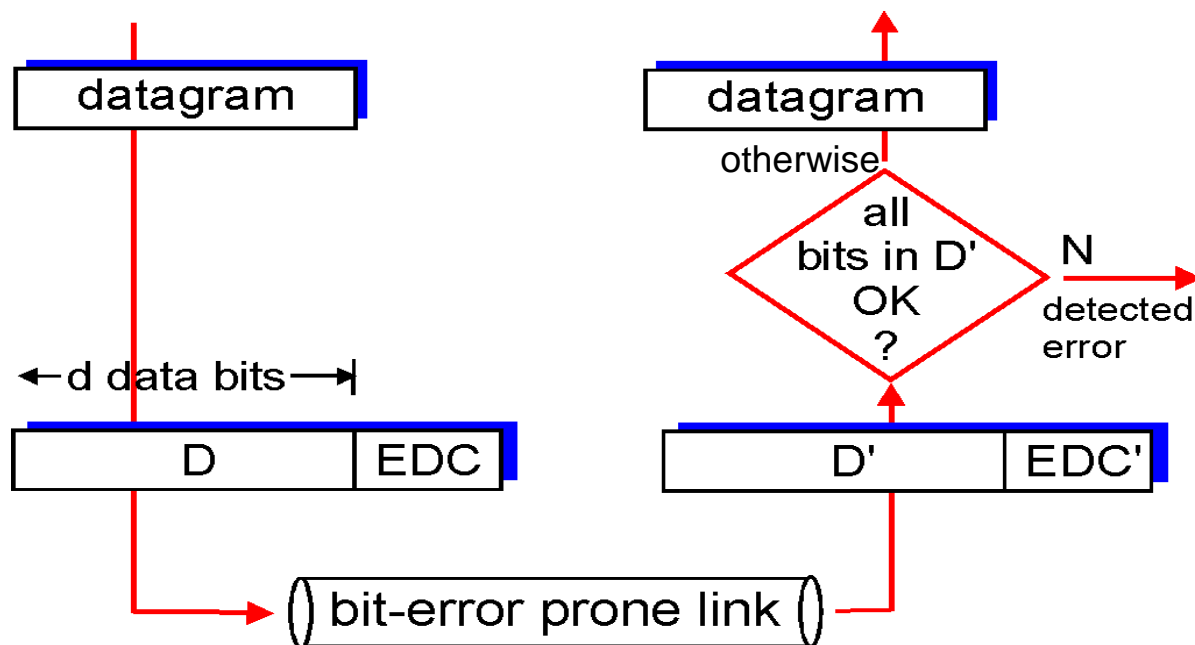 datagram
d data bits
D
EDC
bit-error prone link
datagram
otherwise
all
bits in D'
OK
?
N
detected
error
D'
EDC'